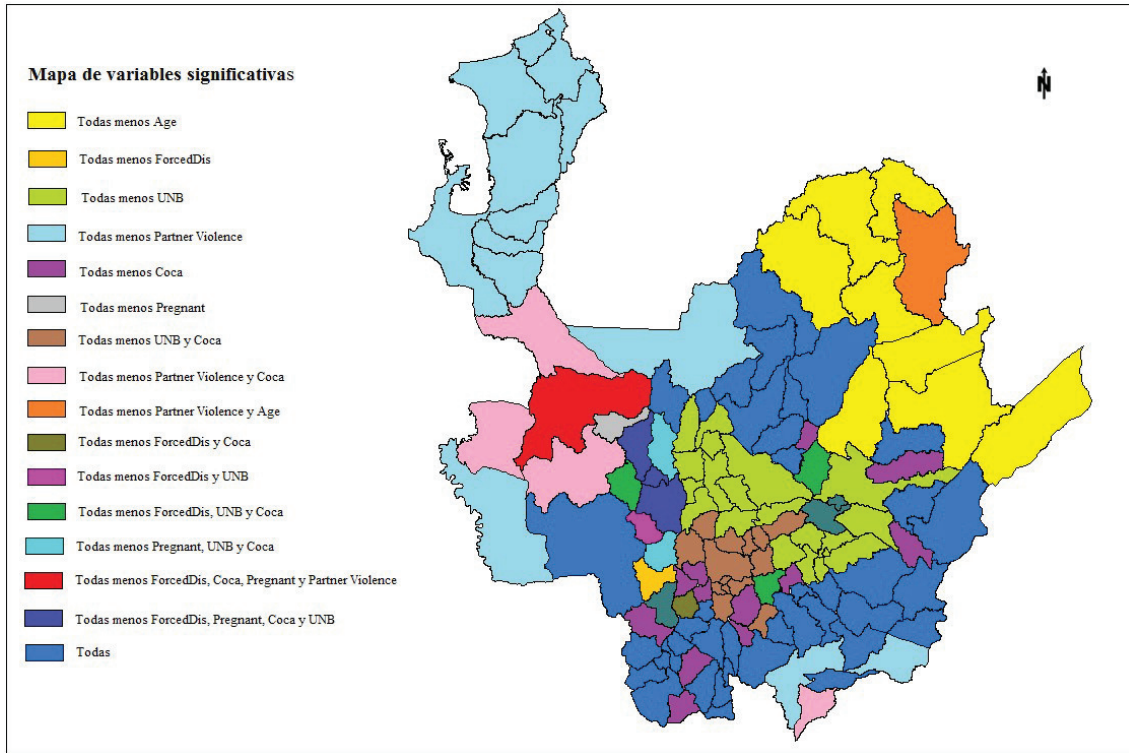 Mapa de variables significativas
N
Todas menos Age
Todas menos ForcedDis
Todas menos UNB
Todas menos Partner Violence
Todas menos Coca
Todas menos Pregnant
Todas menos UNB y Coca
Todas menos Partner Violence y Coca
Todas menos Partner Violence y Age
Todas menos ForcedDis y Coca
Todas menos ForcedDis y UNB
Todas menos ForcedDis, UNB y Coca
Todas menos Pregnant, UNB y Coca
Todas menos ForcedDis, Coca, Pregnant y Partner Violence
Todas menos ForcedDis, Pregnant, Coca y UNB
Todas